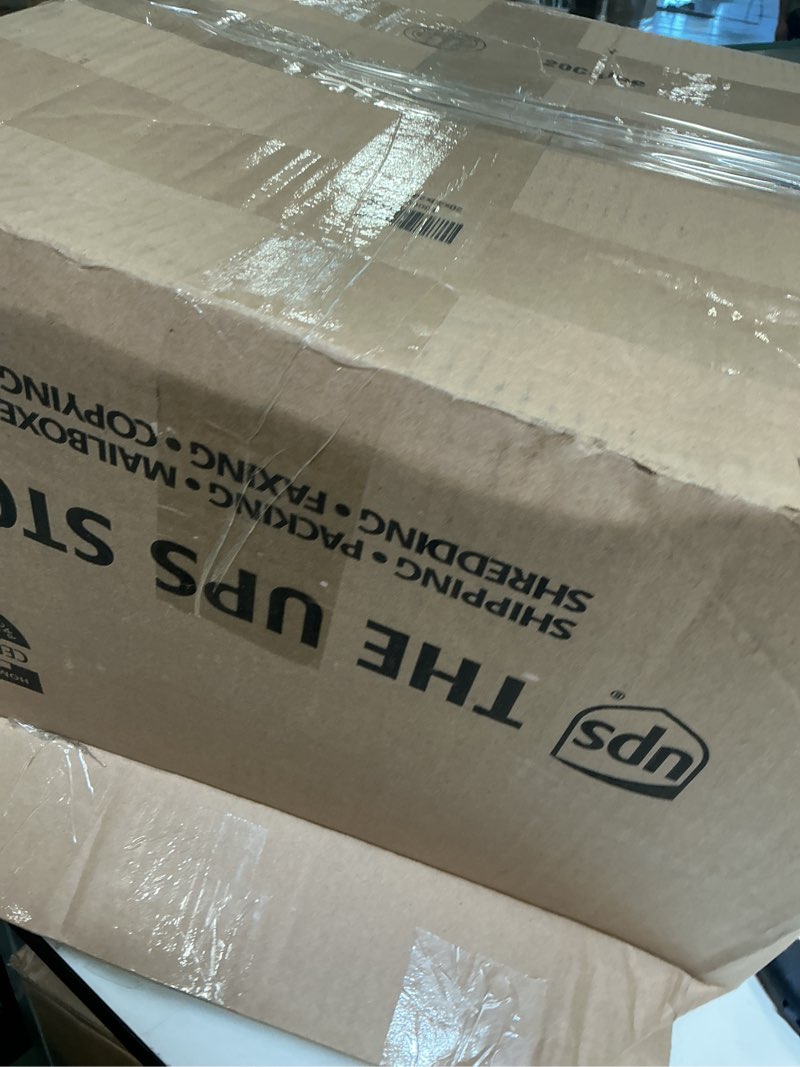 ups
®
THE UPS STO
SHIPPING • PACKING • MAILBOXE
SHREDDING • FAXING • COPYING